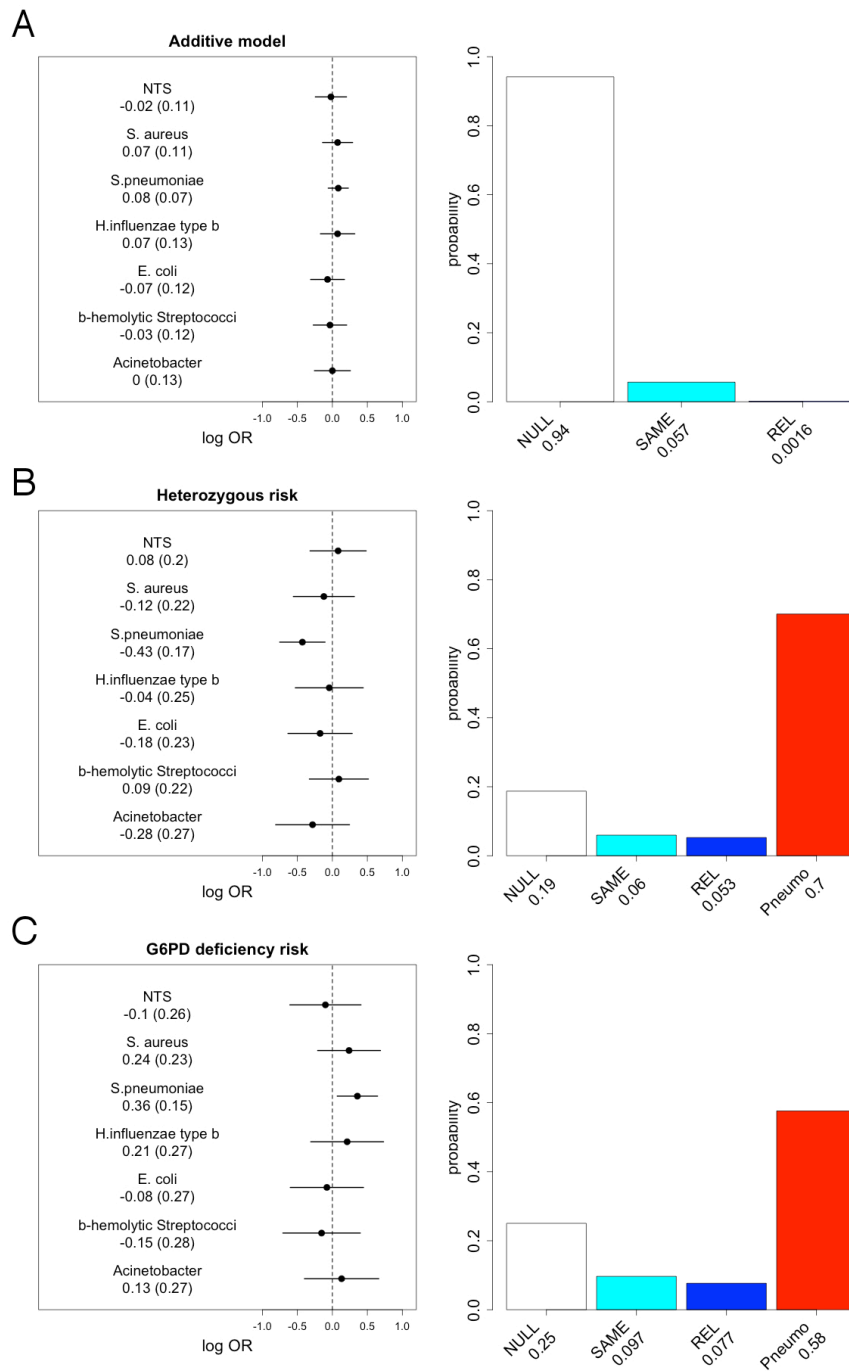 A
Additive model
NTS
-0.02 (0.11)
S. aureus
0.07 (0.11)
S.pneumoniae
0.08 (0.07)
H.influenzae type b
0.07 (0.13)
E. coli
-0.07 (0.12)
b-hemolytic Streptococci
-0.03 (0.12)
Acinetobacter
0 (0.13)
-1.0 -0.5 0.0 0.5 1.0
log OR
probability
0.0 0.2 0.4 0.6 0.8 1.0
NULL
0.94
SAME
0.057
REL
0.0016
B
Heterozygous risk
NTS
0.08 (0.2)
S. aureus
-0.12 (0.22)
S.pneumoniae
-0.43 (0.17)
H.influenzae type b
-0.04 (0.25)
E. coli
-0.18 (0.23)
b-hemolytic Streptococci
0.09 (0.22)
Acinetobacter
-0.28 (0.27)
-1.0 -0.5 0.0 0.5 1.0
log OR
probability
0.0 0.2 0.4 0.6 0.8 1.0
NULL
0.19
SAME
0.06
REL
0.053
Pneumo
0.7
C
G6PD deficiency risk
NTS
-0.1 (0.26)
S. aureus
0.24 (0.23)
S.pneumoniae
0.36 (0.15)
H.influenzae type b
0.21 (0.27)
E. coli
-0.08 (0.27)
b-hemolytic Streptococci
-0.15 (0.28)
Acinetobacter
0.13 (0.27)
-1.0 -0.5 0.0 0.5 1.0
log OR
probability
0.0 0.2 0.4 0.6 0.8 1.0
NULL
0.25
SAME
0.097
REL
0.077
Pneumo
0.58